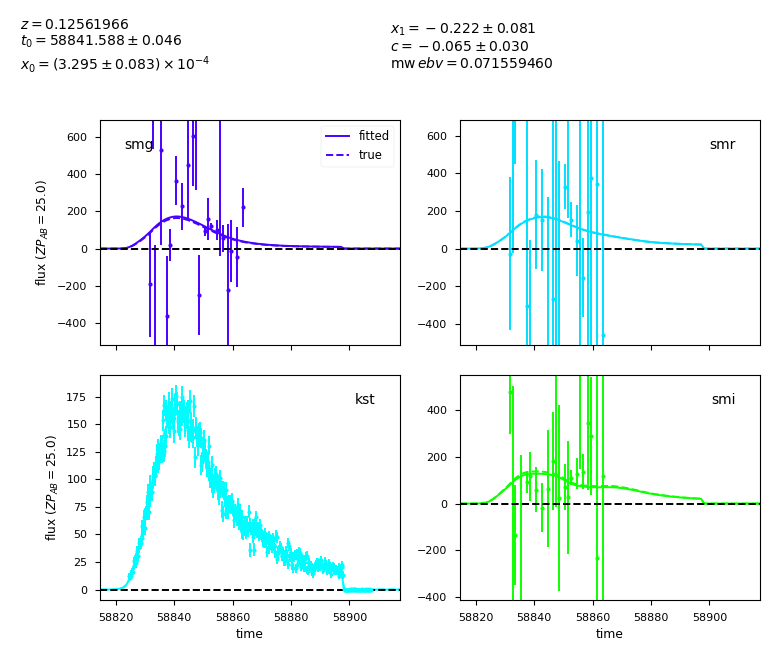 z = 0.12561966
t₀ = 58841.588 ± 0.046
x₀ = (3.295 ± 0.083) × 10⁻⁴
x₁ = −0.222 ± 0.081
c = −0.065 ± 0.030
mw ebv = 0.071559460
smg
fitted
true
600
400
200
0
−200
−400
flux (ZP_AB = 25.0)
smr
600
400
200
0
−200
−400
kst
175
150
125
100
75
50
25
0
flux (ZP_AB = 25.0)
58820 58840 58860 58880 58900
time
smi
400
200
0
−200
−400
58820 58840 58860 58880 58900
time